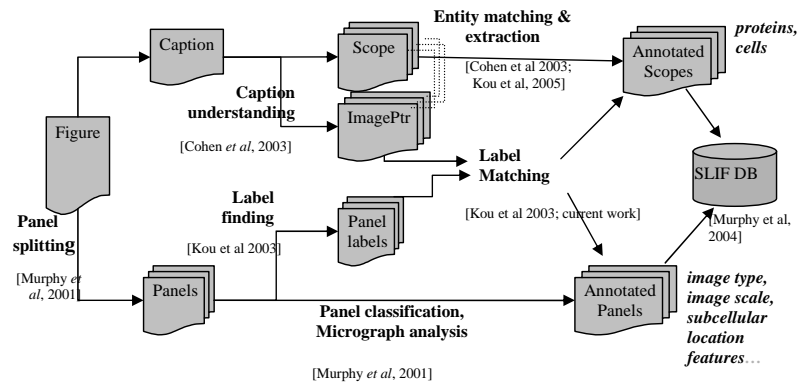 Entity matching &
extraction
proteins,
cells
Caption
Scope
Annotated
Scopes
[Cohen et al 2003;
Kou et al, 2005]
Caption
understanding
[Cohen et al, 2003]
ImagePtr
Figure
Label
Matching
SLIF DB
Label
finding
Panel
labels
[Kou et al 2003; current work]
[Murphy et al,
2004]
Panel
splitting
[Kou et al 2003]
[Murphy et
al, 2001]
Panels
Panel classification,
Micrograph analysis
Annotated
Panels
image type,
image scale,
subcellular
location
features…
[Murphy et al, 2001]